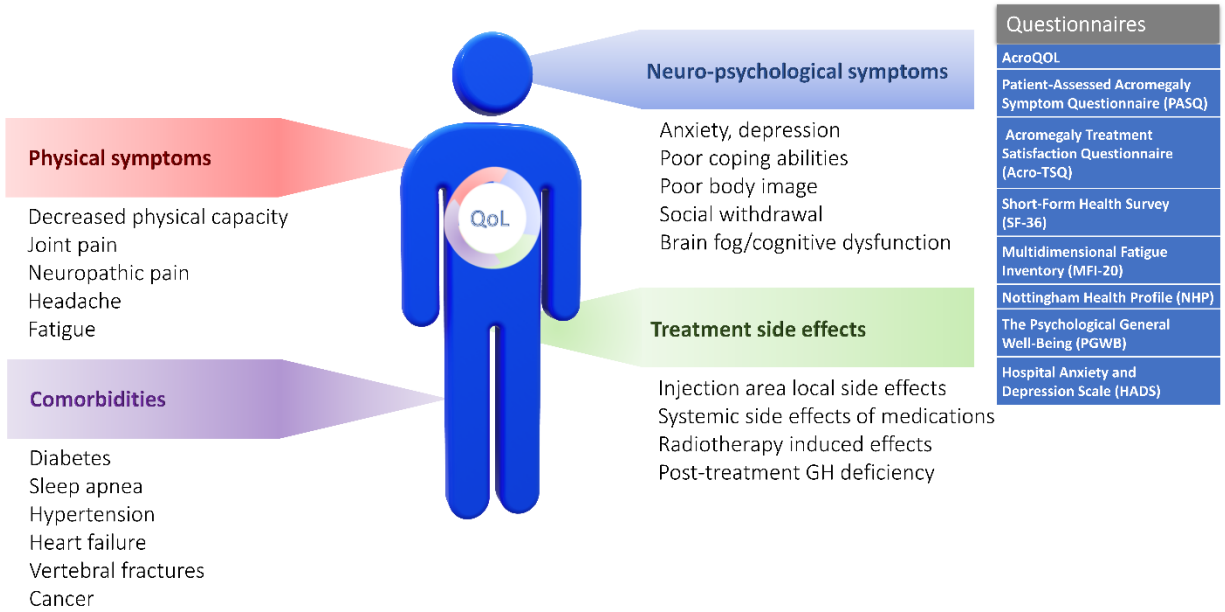 Physical symptoms
Decreased physical capacity
Joint pain
Neuropathic pain
Headache
Fatigue
Comorbidities
Diabetes
Sleep apnea
Hypertension
Heart failure
Vertebral fractures
Cancer
QoL
Neuro-psychological symptoms
Anxiety, depression
Poor coping abilities
Poor body image
Social withdrawal
Brain fog/cognitive dysfunction
Treatment side effects
Injection area local side effects
Systemic side effects of medications
Radiotherapy induced effects
Post-treatment GH deficiency
Questionnaires
AcroQOL
Patient-Assessed Acromegaly
Symptom Questionnaire (PASQ)
Acromegaly Treatment
Satisfaction Questionnaire
(Acro-TSQ)
Short-Form Health Survey
(SF-36)
Multidimensional Fatigue
Inventory (MFI-20)
Nottingham Health Profile (NHP)
The Psychological General
Well-Being (PGWB)
Hospital Anxiety and
Depression Scale (HADS)